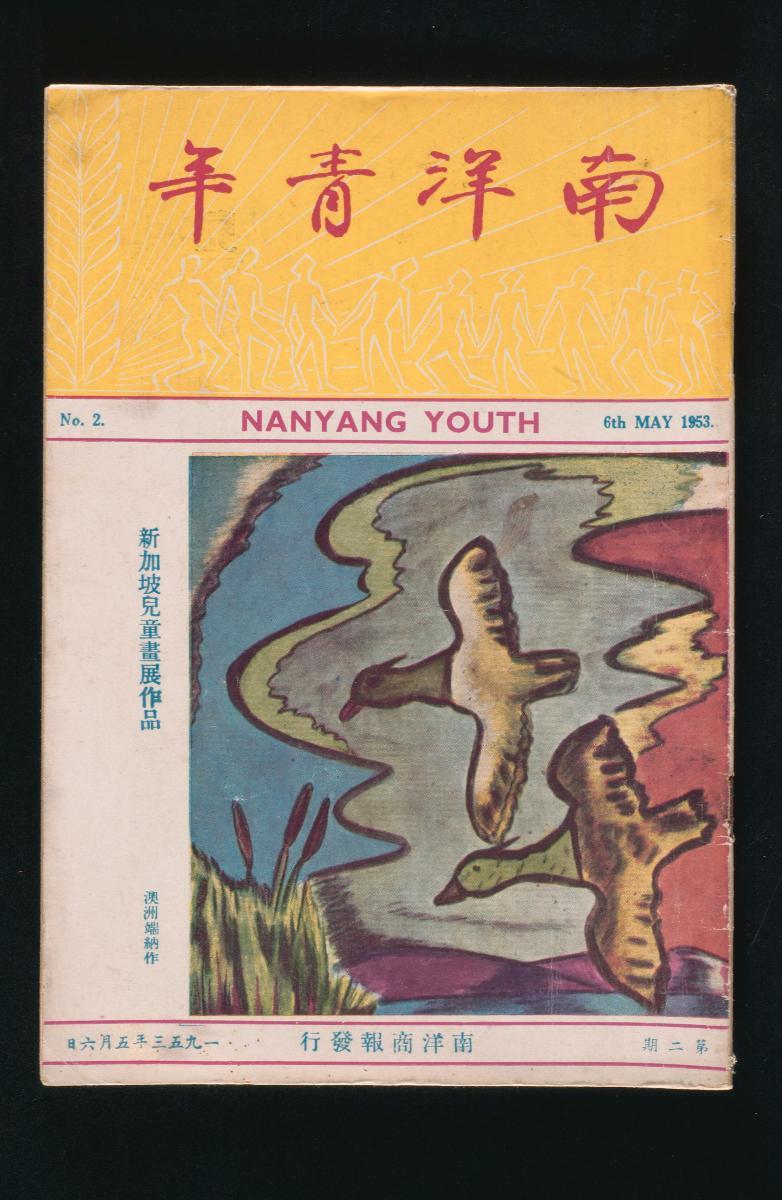 南洋青年
No. 2.
NANYANG YOUTH
6th MAY 1953.
新加坡兒童畫展作品
澳洲端納作
第二期
南洋商報發行
一九五三年五月六日